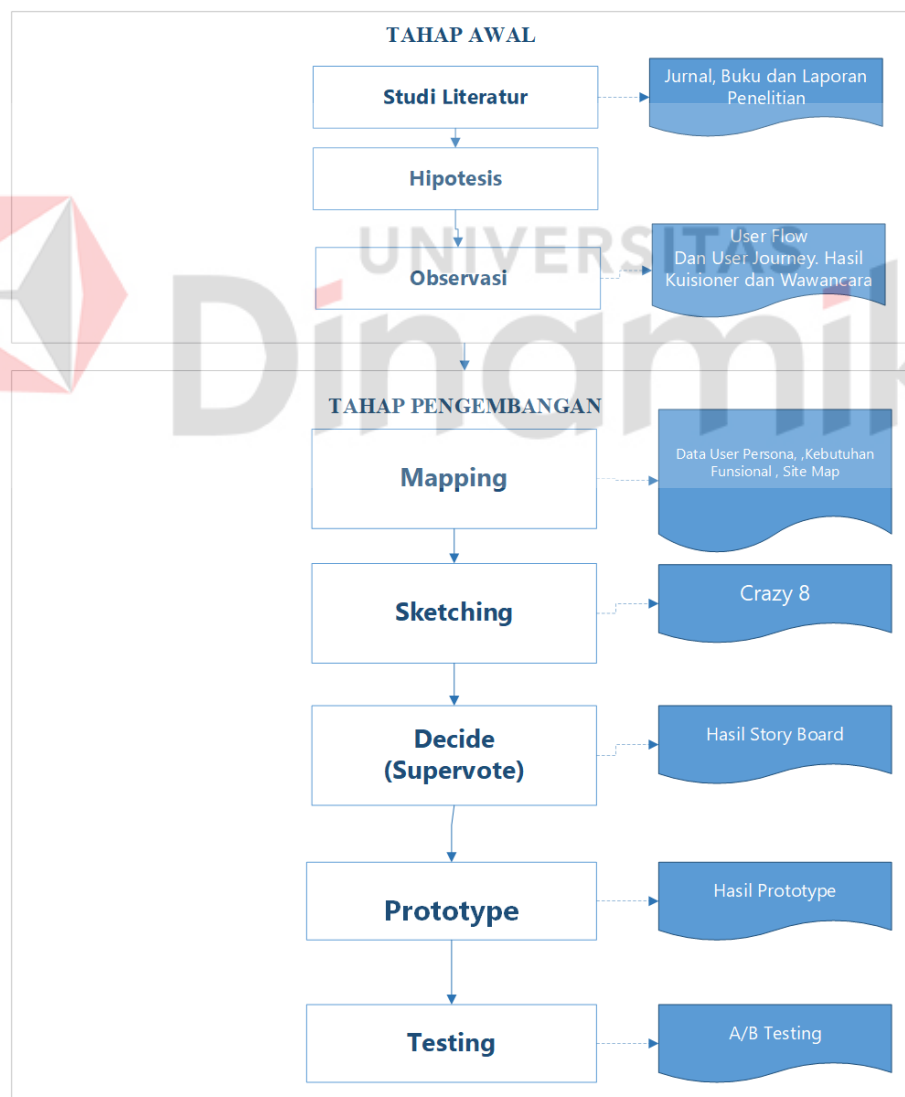 TAHAP AWAL
Studi Literatur
Jurnal, Buku dan Laporan
Penelitian
Hipotesis
UNIVERSITAS
Dinamik
Observasi
User Flow
Dan User Journey. Hasil
Kuisioner dan Wawancara
TAHAP PENGEMBANGAN
Mapping
Data User Persona, ,Kebutuhan
Funsional , Site Map
Sketching
Crazy 8
Decide
(Supervote)
Hasil Story Board
Prototype
Hasil Prototype
Testing
A/B Testing